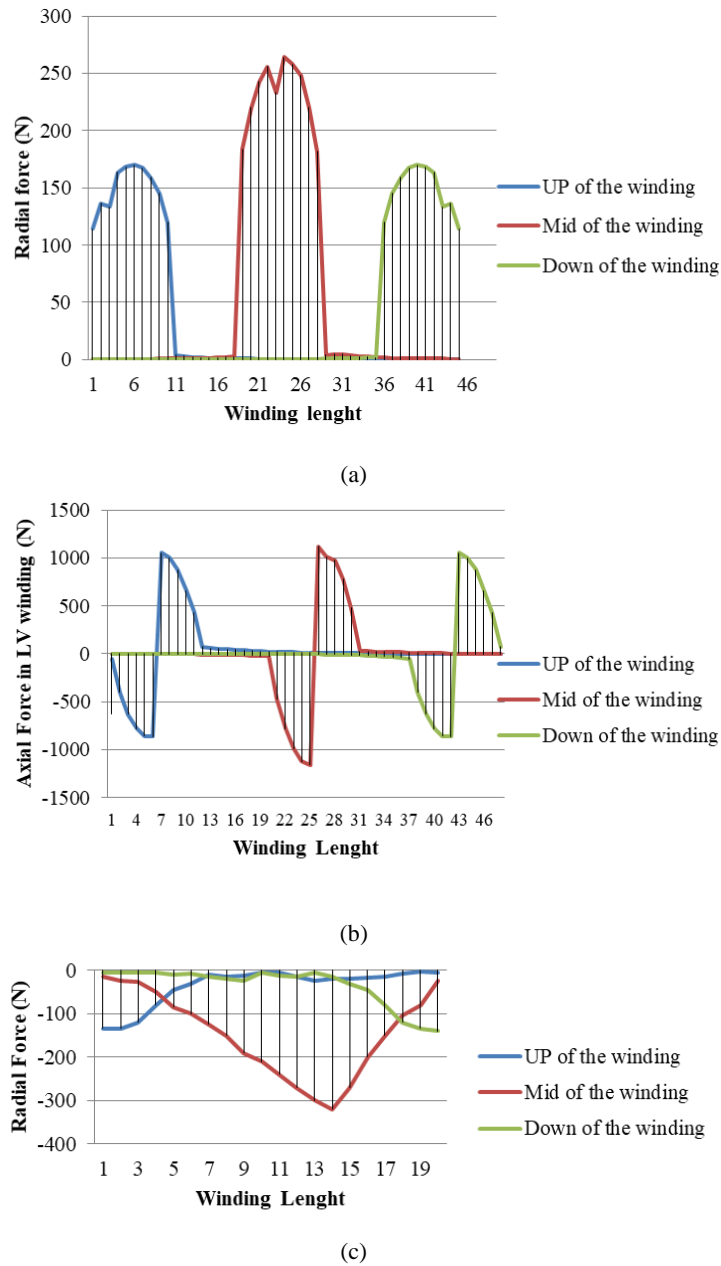 300
250
200
150
100
50
0
Radial force (N)
1 6 11 16 21 26 31 36 41 46
Winding lenght
UP of the winding
Mid of the winding
Down of the winding
(a)
1500
1000
500
0
-500
-1000
-1500
Axial Force in LV winding (N)
1 4 7 10 13 16 19 22 25 28 31 34 37 40 43 46
Winding Lenght
UP of the winding
Mid of the winding
Down of the winding
(b)
0
-100
-200
-300
-400
Radial Force (N)
1 3 5 7 9 11 13 15 17 19
Winding Lenght
UP of the winding
Mid of the winding
Down of the winding
(c)